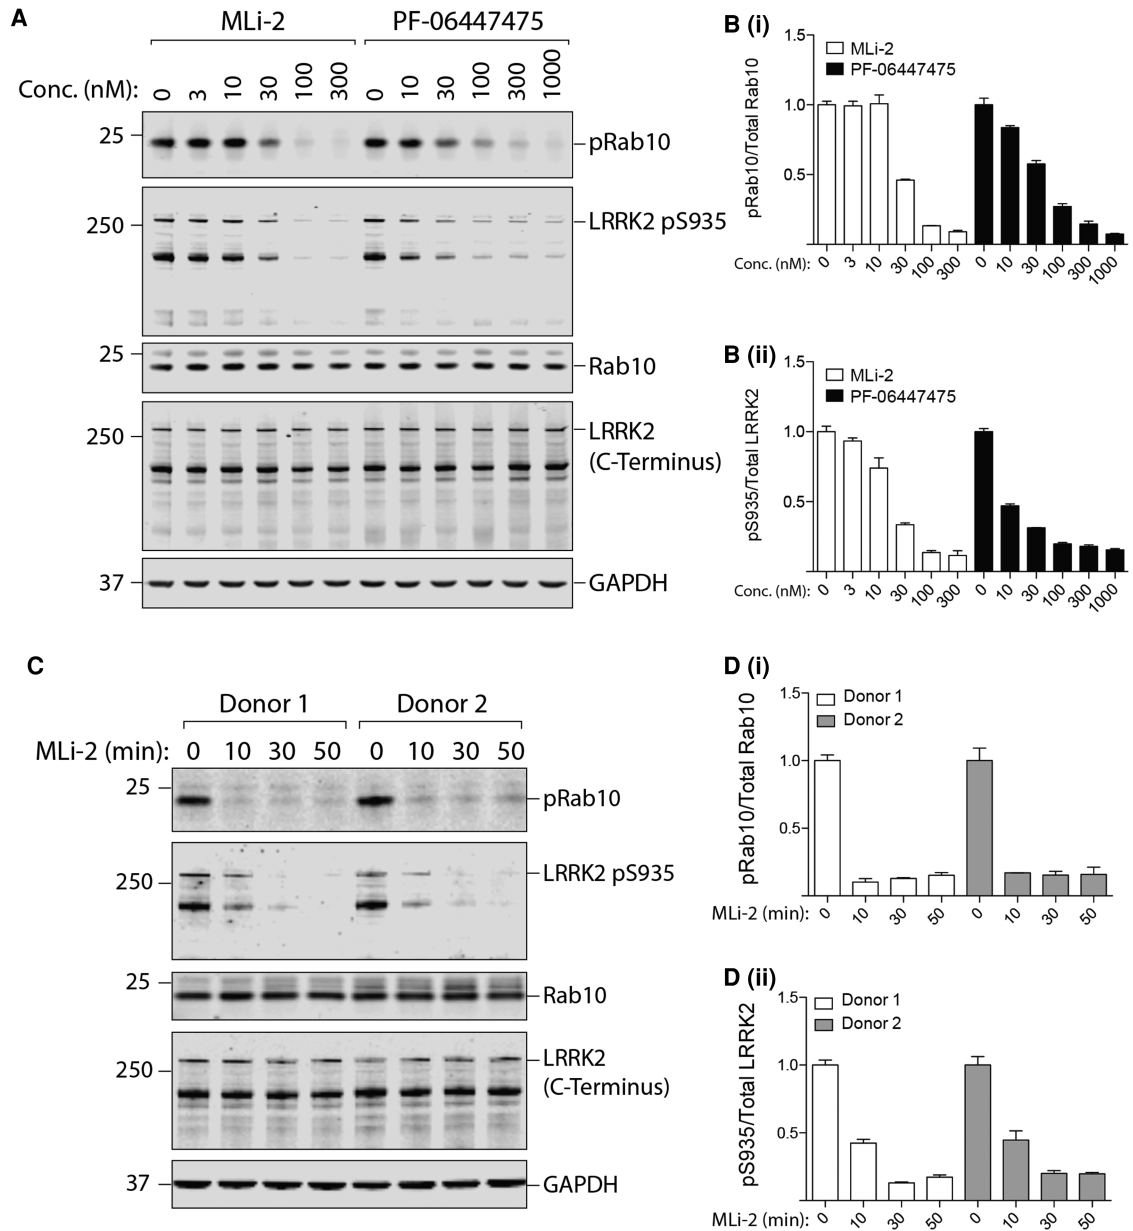 A
MLi-2 PF-06447475
Conc. (nM): 0 3 10 30 100 300 0 10 30 100 300 1000
25 pRab10
250 LRRK2 pS935
25 Rab10
250 LRRK2
(C-Terminus)
37 GAPDH
B (i)
1.5
1.0
0.5
pRab10/Total Rab10
MLi-2
PF-06447475
Conc. (nM): 0 3 10 30 100 300 0 10 30 100 300 1000
B (ii)
1.5
1.0
0.5
pS935/Total LRRK2
MLi-2
PF-06447475
Conc. (nM): 0 3 10 30 100 300 0 10 30 100 300 1000
C
Donor 1 Donor 2
MLi-2 (min): 0 10 30 50 0 10 30 50
25 pRab10
250 LRRK2 pS935
25 Rab10
250 LRRK2
(C-Terminus)
37 GAPDH
D (i)
1.5
1.0
0.5
pRab10/Total Rab10
Donor 1
Donor 2
MLi-2 (min): 0 10 30 50 0 10 30 50
D (ii)
1.5
1.0
0.5
pS935/Total LRRK2
Donor 1
Donor 2
MLi-2 (min): 0 10 30 50 0 10 30 50